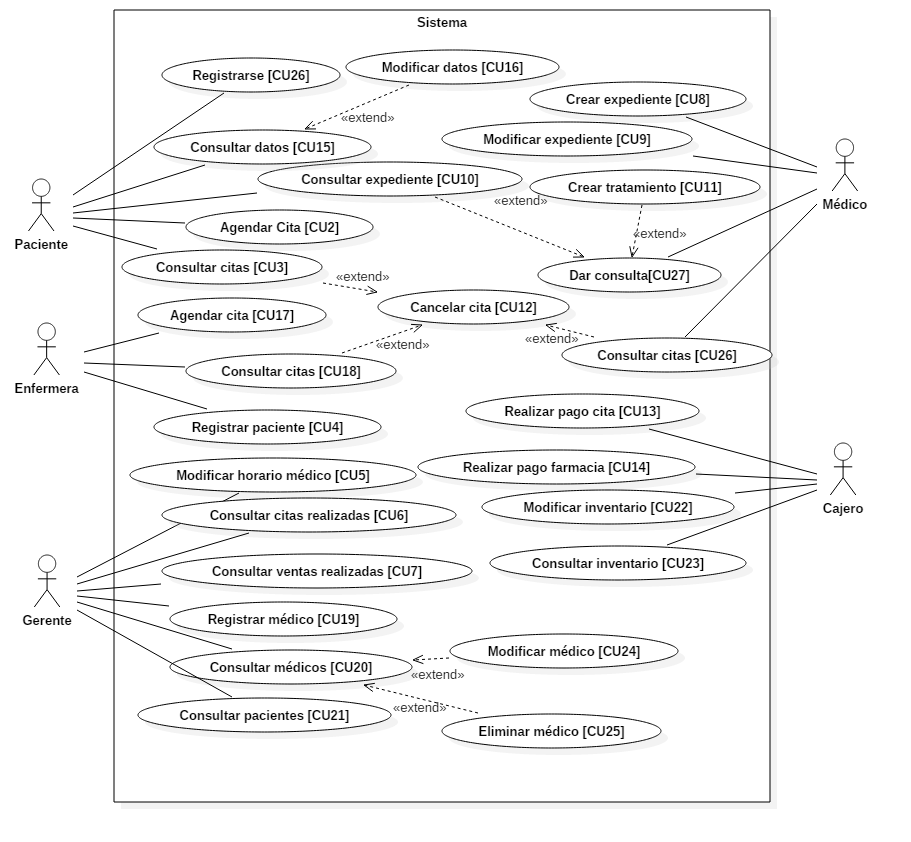 Sistema
Registrarse [CU26]
Modificar datos [CU16]
Crear expediente [CU8]
«extend»
Consultar datos [CU15]
Modificar expediente [CU9]
Consultar expediente [CU10]
Crear tratamiento [CU11]
«extend»
Paciente
Médico
Agendar Cita [CU2]
«extend»
Consultar citas [CU3]
«extend»
Dar consulta[CU27]
Agendar cita [CU17]
Cancelar cita [CU12]
«extend»
«extend»
Consultar citas [CU26]
Enfermera
Consultar citas [CU18]
Registrar paciente [CU4]
Realizar pago cita [CU13]
Modificar horario médico [CU5]
Realizar pago farmacia [CU14]
Consultar citas realizadas [CU6]
Modificar inventario [CU22]
Cajero
Consultar ventas realizadas [CU7]
Consultar inventario [CU23]
Gerente
Registrar médico [CU19]
Consultar médicos [CU20]
Modificar médico [CU24]
«extend»
Consultar pacientes [CU21]
«extend»
Eliminar médico [CU25]